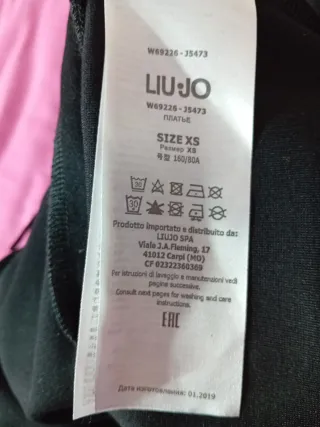 W69226-J5473
LIU·JO
W69226-J5473
ПЛАТЬЕ
SIZE XS
Размер XS
号型 160/80A
30
30
Prodotto importato e distribuito da:
LIUJO SPA
Viale J.A.Fleming, 17
41012 Carpi (MO)
CF 02322360369
Per istruzioni di lavaggio e manutenzioni vedi
pagine successive.
Consult next pages for washing and care
instructions.
EAC
Дата изготовления: 01.2019